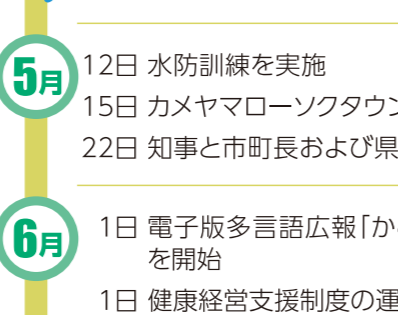 5月
12日 水防訓練を実施
15日 カメヤマローソクタウン
22日 知事と市町長および県
6月
1日 電子版多言語広報「か
を開始
1日 健康経営支援制度の運